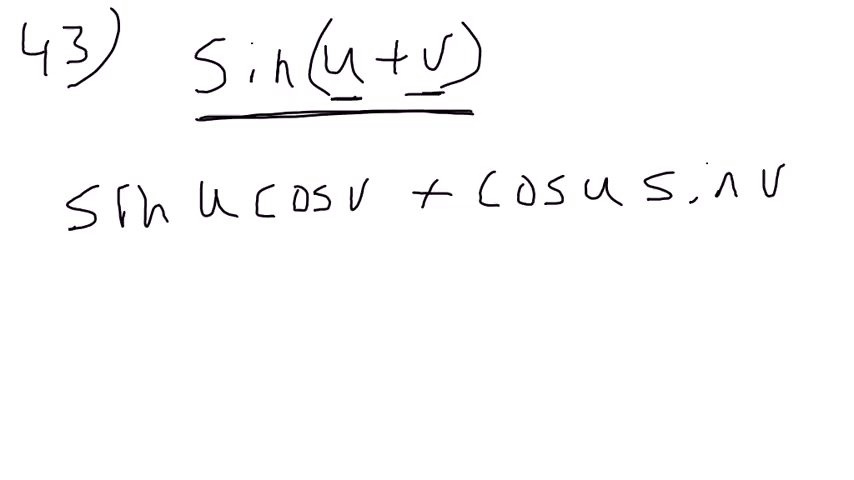 43) sin(u+v)
sin u cos v + cos u sin v